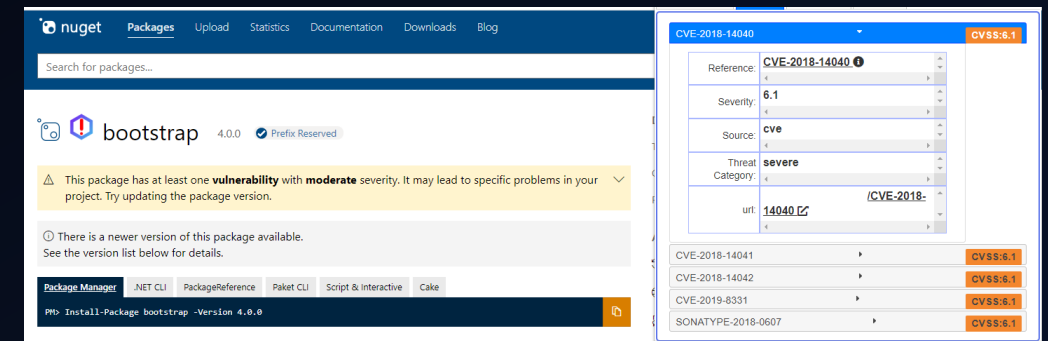 nuget Packages Upload Statistics Documentation Downloads Blog
Search for packages...
bootstrap 4.0.0 Prefix Reserved
This package has at least one vulnerability with moderate severity. It may lead to specific problems in your
project. Try updating the package version.
There is a newer version of this package available.
See the version list below for details.
Package Manager .NET CLI PackageReference Paket CLI Script & Interactive Cake
PM> Install-Package bootstrap -Version 4.0.0
CVE-2018-14040 CVSS:6.1
Reference: CVE-2018-14040
Severity: 6.1
Source: cve
Threat severe
Category:
/CVE-2018-
url: 14040
CVE-2018-14041 CVSS:6.1
CVE-2018-14042 CVSS:6.1
CVE-2019-8331 CVSS:6.1
SONATYPE-2018-0607 CVSS:6.1